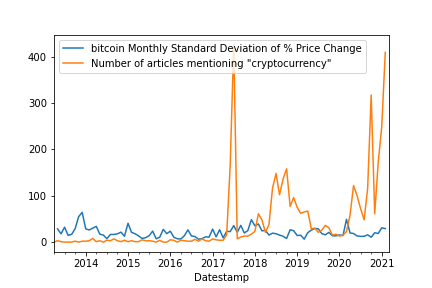 bitcoin Monthly Standard Deviation of % Price Change
Number of articles mentioning "cryptocurrency"
400
300
200
100
0
2014 2015 2016 2017 2018 2019 2020 2021
Datestamp